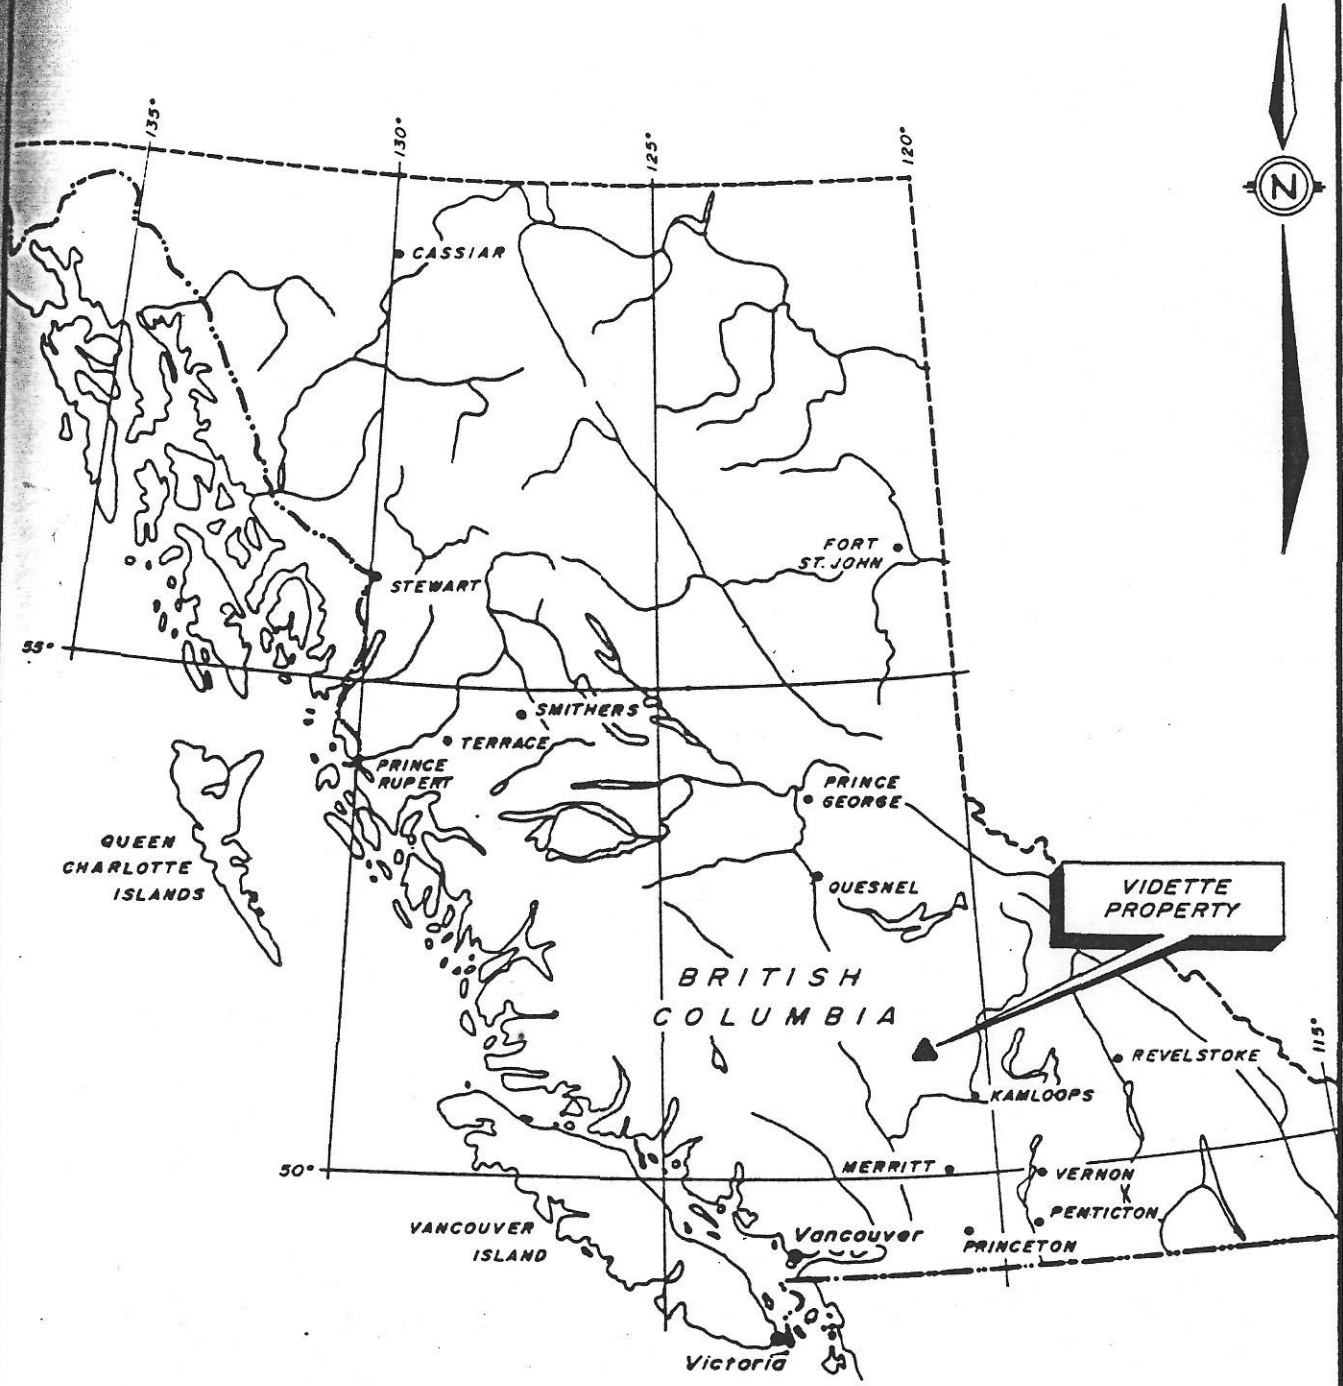 135°
130°
125°
120°
N
CASSIAR
FORT
ST. JOHN
STEWART
55°
SMITHERS
TERRACE
PRINCE
RUPERT
PRINCE
GEORGE
QUEEN
CHARLOTTE
ISLANDS
QUESNEL
VIDETTE
PROPERTY
BRITISH
COLUMBIA
115°
REVELSTOKE
KAMLOOPS
50°
MERRITT
VERNON
X
PENTICTON
VANCOUVER
ISLAND
Vancouver
PRINCETON
Victoria